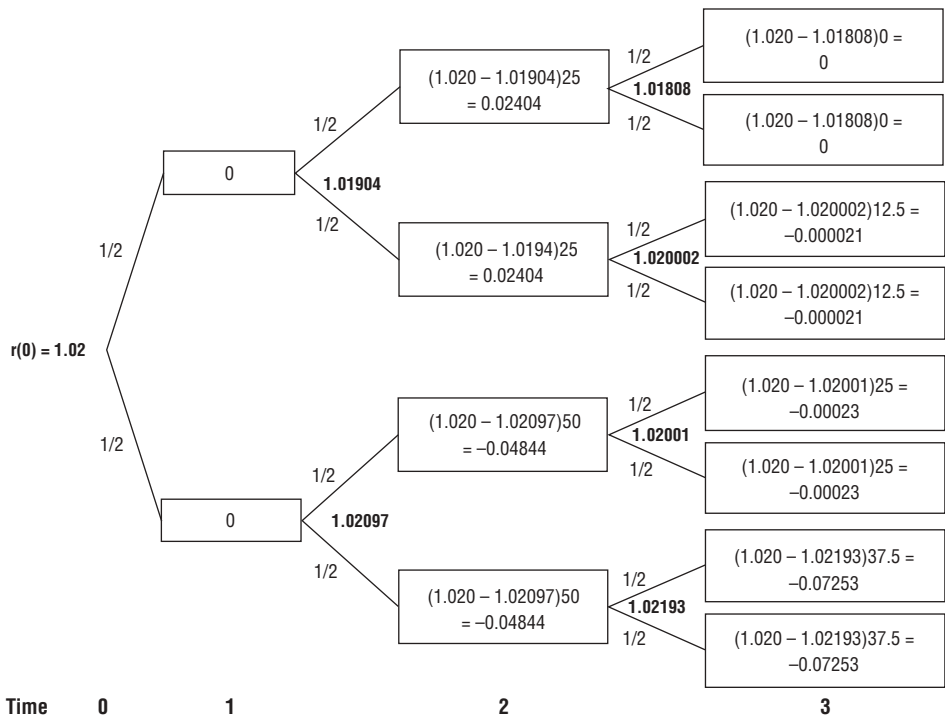 (1.020 – 1.01808)0 =
0
1/2
(1.020 – 1.01904)25
= 0.02404
1.01808
1/2
(1.020 – 1.01808)0 =
0
1/2
0
1.01904
1/2
(1.020 – 1.020002)12.5 =
–0.000021
1/2
(1.020 – 1.0194)25
= 0.02404
1.020002
1/2
(1.020 – 1.020002)12.5 =
–0.000021
1/2
r(0) = 1.02
1/2
(1.020 – 1.02001)25 =
–0.00023
1/2
(1.020 – 1.02097)50
= –0.04844
1.02001
1/2
(1.020 – 1.02001)25 =
–0.00023
1/2
0
1.02097
1/2
(1.020 – 1.02193)37.5 =
–0.07253
1/2
(1.020 – 1.02097)50
= –0.04844
1.02193
1/2
(1.020 – 1.02193)37.5 =
–0.07253
Time 0 1 2 3